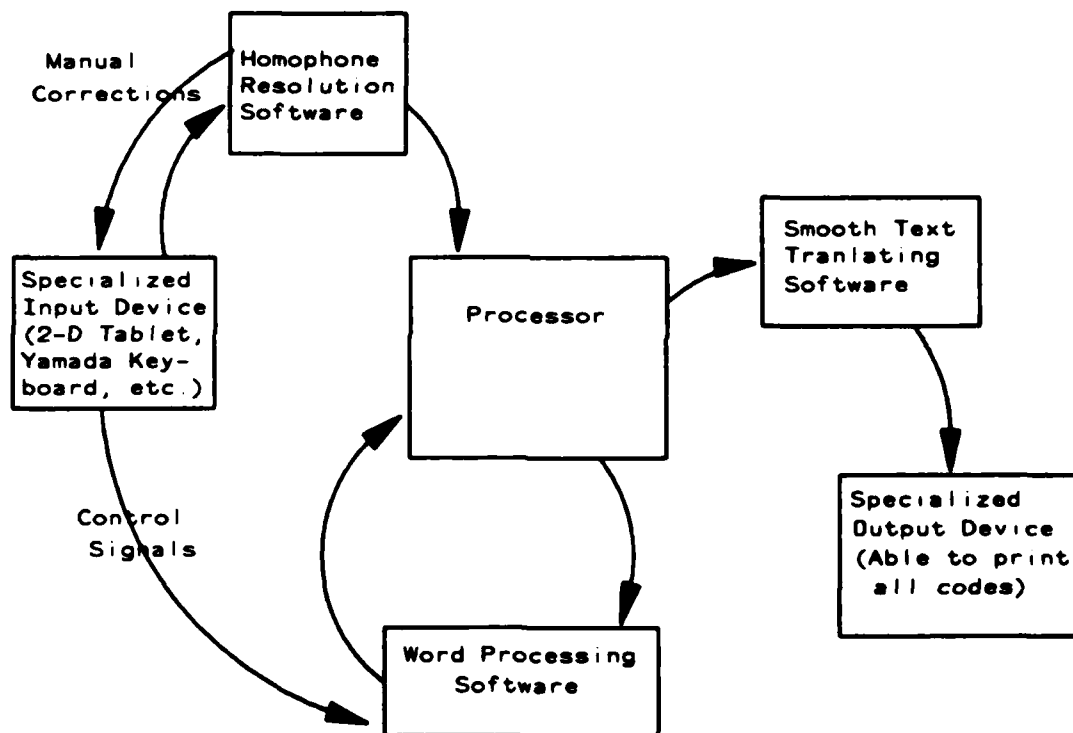 Manual
Corrections
Homophone
Resolution
Software
Specialized
Input Device
(2-D Tablet,
Yamada Key-
board, etc.)
Processor
Smooth Text
Tranlating
Software
Control
Signals
Word Processing
Software
Specialized
Output Device
(Able to print
all codes)